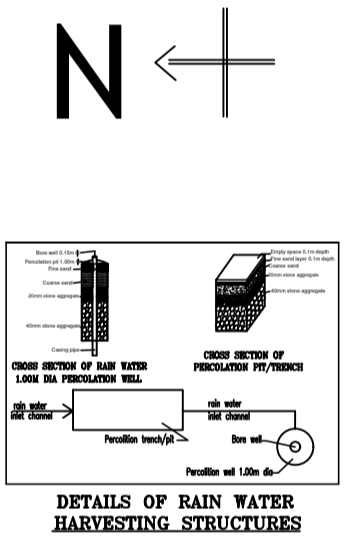 N
Bore well 0.15m
Percolation pit 1.00m
Fine sand
Coarse sand
20mm stone aggregate
40mm stone aggregate
Casing pipe
CROSS SECTION OF RAIN WATER
1.00M DIA PERCOLATION WELL
Empty space 0.1m depth
Fine sand layer 0.1m depth
Coarse sand
20mm stone aggregate
40mm stone aggregate
CROSS SECTION OF
PERCOLATION PIT/TRENCH
rain water
inlet channel
Percolition trench/pit
rain water
inlet channel
Bore well
Percolition well 1.00m dia
DETAILS OF RAIN WATER
HARVESTING STRUCTURES